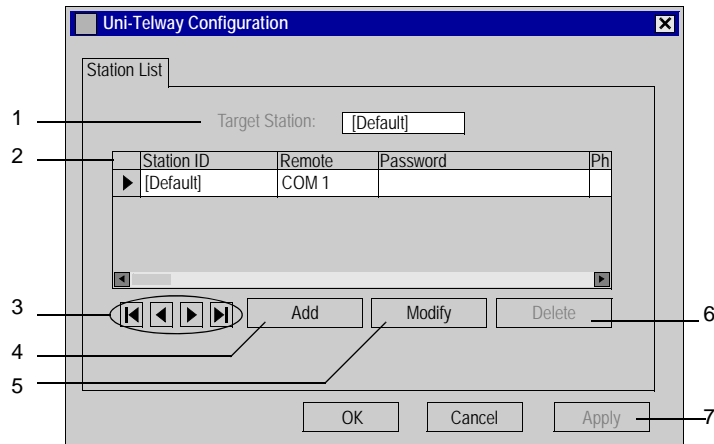 Uni-Telway Configuration
Station List
1 Target Station: [Default]
2 Station ID Remote Password Ph
[Default] COM 1
3 Add Modify Delete 6
4
5
OK Cancel Apply 7